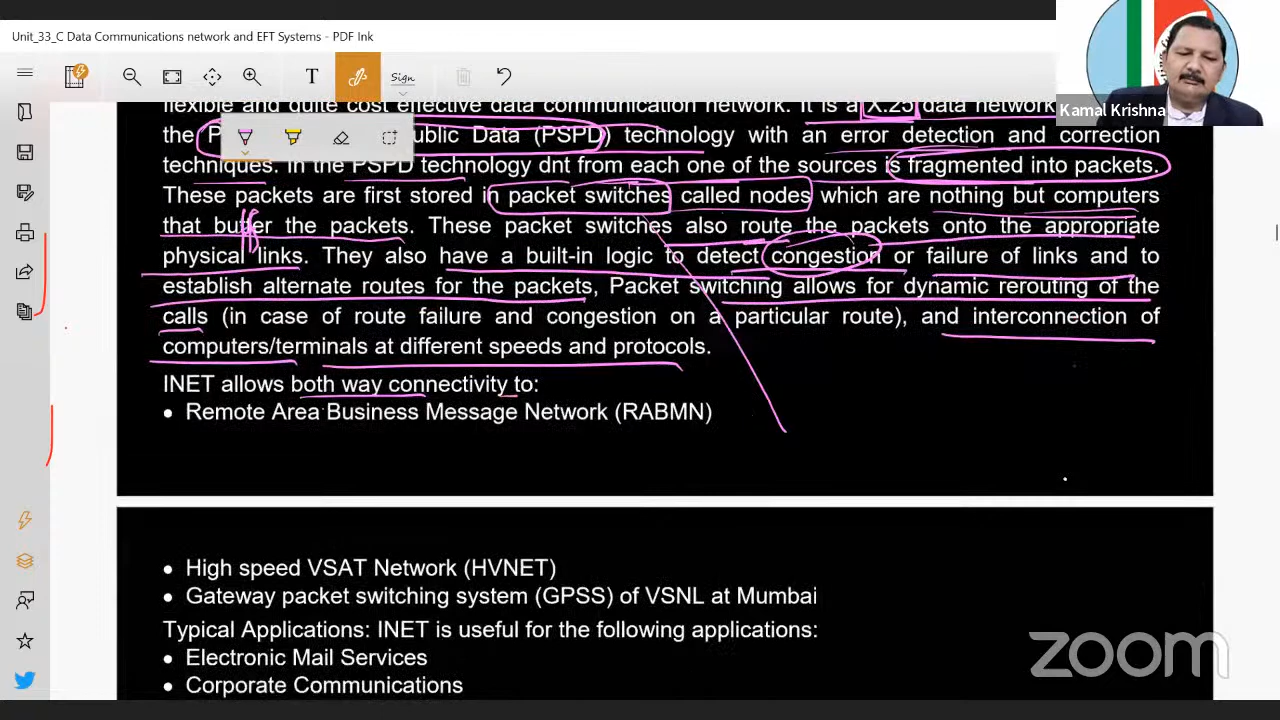 Unit_33_C Data Communications network and EFT Systems - PDF Ink
Sign
Kamal Krishna
flexible and quite cost effective data communication network. It is a X.25 data network
the P ublic Data (PSPD) technology with an error detection and correction
techniques. In the PSPD technology dnt from each one of the sources is fragmented into packets.
These packets are first stored in packet switches called nodes which are nothing but computers
that butter the packets. These packet switches also route the packets onto the appropriate
physical links. They also have a built-in logic to detect congestion or failure of links and to
establish alternate routes for the packets, Packet switching allows for dynamic rerouting of the
calls (in case of route failure and congestion on a particular route), and interconnection of
computers/terminals at different speeds and protocols.
INET allows both way connectivity to:
• Remote Area Business Message Network (RABMN)
• High speed VSAT Network (HVNET)
• Gateway packet switching system (GPSS) of VSNL at Mumbai
Typical Applications: INET is useful for the following applications:
• Electronic Mail Services
• Corporate Communications
zoom